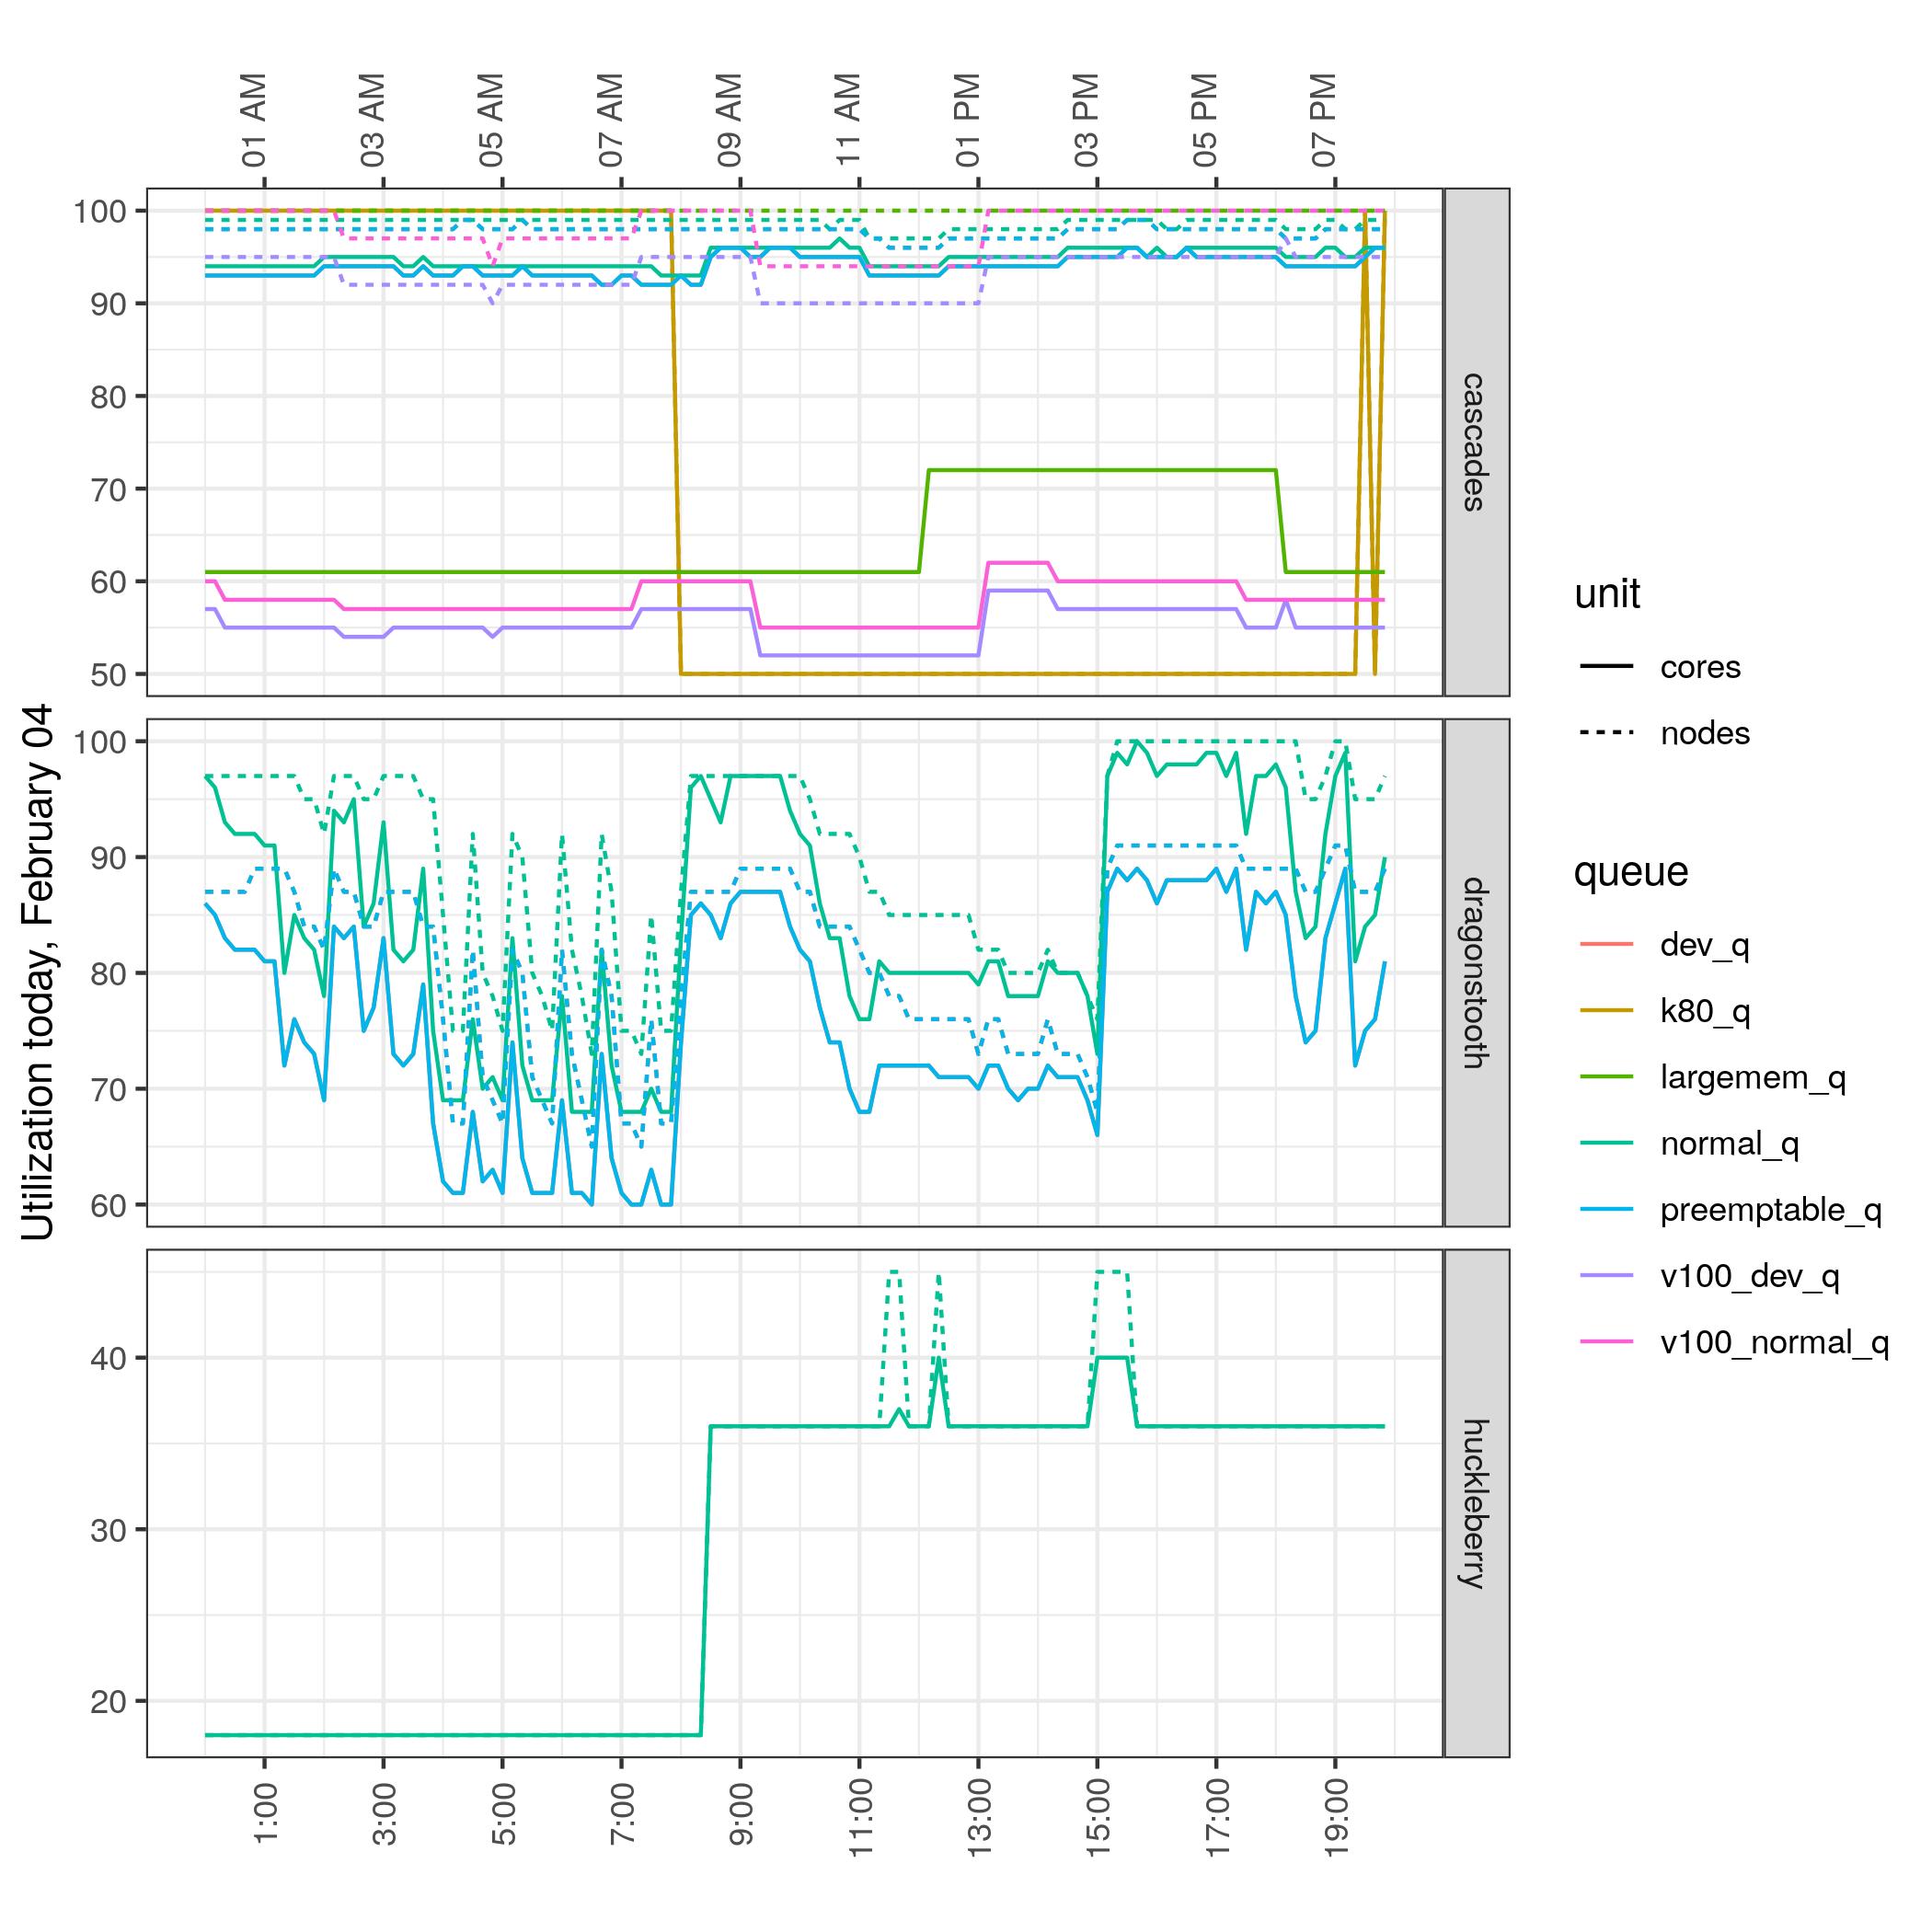 01 AM
03 AM
05 AM
07 AM
09 AM
11 AM
01 PM
03 PM
05 PM
07 PM
Utilization today, February 04
100
90
80
70
60
50
cascades
100
90
80
70
60
dragonstooth
40
30
20
huckleberry
1:00
3:00
5:00
7:00
9:00
11:00
13:00
15:00
17:00
19:00
unit
cores
nodes
queue
dev_q
k80_q
largemem_q
normal_q
preemptable_q
v100_dev_q
v100_normal_q